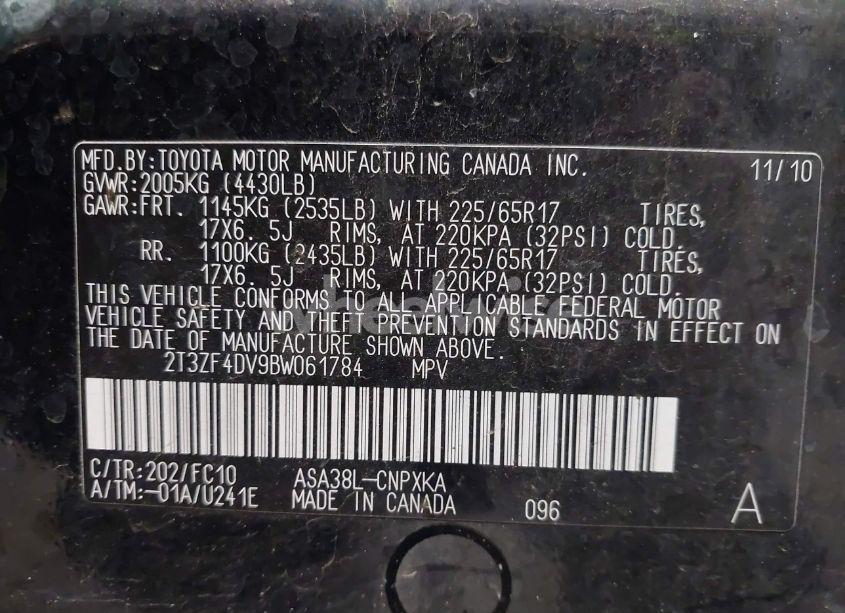 MFD.BY:TOYOTA MOTOR MANUFACTURING CANADA INC. 11/10
GVWR:2005KG (4430LB)
GAWR:FRT. 1145KG (2535LB) WITH 225/65R17 TIRES,
17X6. 5J RIMS, AT 220KPA (32PSI) COLD.
RR. 1100KG (2435LB) WITH 225/65R17 TIRES,
17X6. 5J RIMS, AT 220KPA (32PSI) COLD.
THIS VEHICLE CONFORMS TO ALL APPLICABLE FEDERAL MOTOR
VEHICLE SAFETY AND THEFT PREVENTION STANDARDS IN EFFECT ON
THE DATE OF MANUFACTURE SHOWN ABOVE.
2T3ZF4DV9BW061784 MPV
C/TR:202/FC10 ASA38L-CNPXKA
A/TM:-01A/U241E MADE IN CANADA 096 A